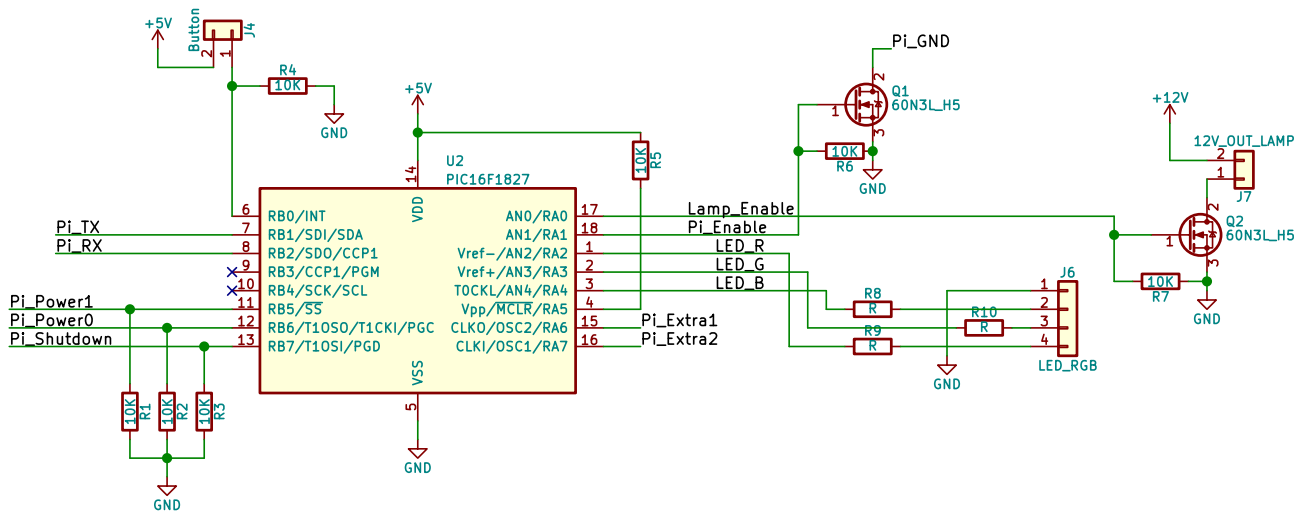 +5V
Button
2
1
J4
R4
10K
GND
+5V
R5
10K
U2
PIC16F1827
14
VDD
6 RB0/INT
Pi_TX 7 RB1/SDI/SDA
Pi_RX 8 RB2/SDO/CCP1
9 RB3/CCP1/PGM
10 RB4/SCK/SCL
Pi_Power1 11 RB5/SS
Pi_Power0 12 RB6/T1OSO/T1CKI/PGC
Pi_Shutdown 13 RB7/T1OSI/PGD
AN0/RA0 17 Lamp_Enable
AN1/RA1 18 Pi_Enable
Vref-/AN2/RA2 1 LED_R
Vref+/AN3/RA3 2 LED_G
TOCKL/AN4/RA4 3 LED_B
Vpp/MCLR/RA5 4
CLKO/OSC2/RA6 15 Pi_Extra1
CLKI/OSC1/RA7 16 Pi_Extra2
VSS
5
GND
10K R1
10K R2
10K R3
GND
Pi_GND
2
Q1
60N3L_H5
1
3
10K
R6
GND
+12V
12V_OUT_LAMP
2
1
J7
2
Q2
60N3L_H5
1
3
10K
R7
GND
J6
1
2
3
4
LED_RGB
R8
R
R10
R
R9
R
GND